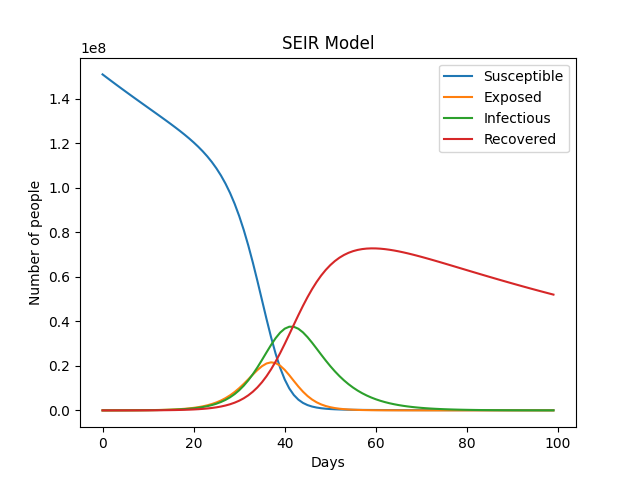 SEIR Model
1e8
Susceptible
Exposed
Infectious
Recovered
1.4
1.2
1.0
0.8
0.6
0.4
0.2
0.0
Number of people
0 20 40 60 80 100
Days